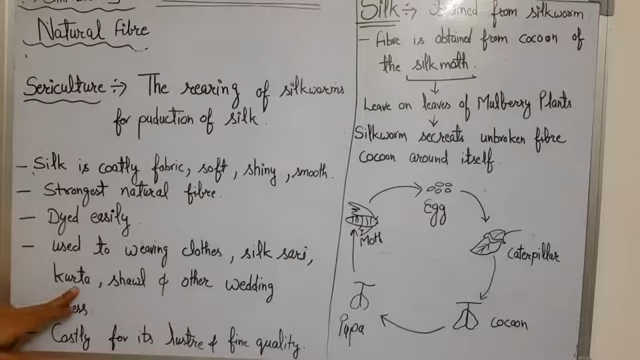 Natural Fibre
Sericulture :→ The rearing of silkworms
for puduction of silk.
- Silk is coatly fabric, soft, shiny, smooth.
- Strongest natural fibre.
- Dyed easily
- used to weaving clothes, silk sari,
Kurta, shawl & other wedding
- Costly for its lustre & fine quality.
Silk :→ Obtained from silkworm.
- Fibre is obtained from cocoon of
the silkmoth.
Leave on leaves of Mulberry Plants
Silkworm secreats unbroken fibre
cocoon around itself.
Egg
Moth
Caterpillar
Cocoon
Pupa